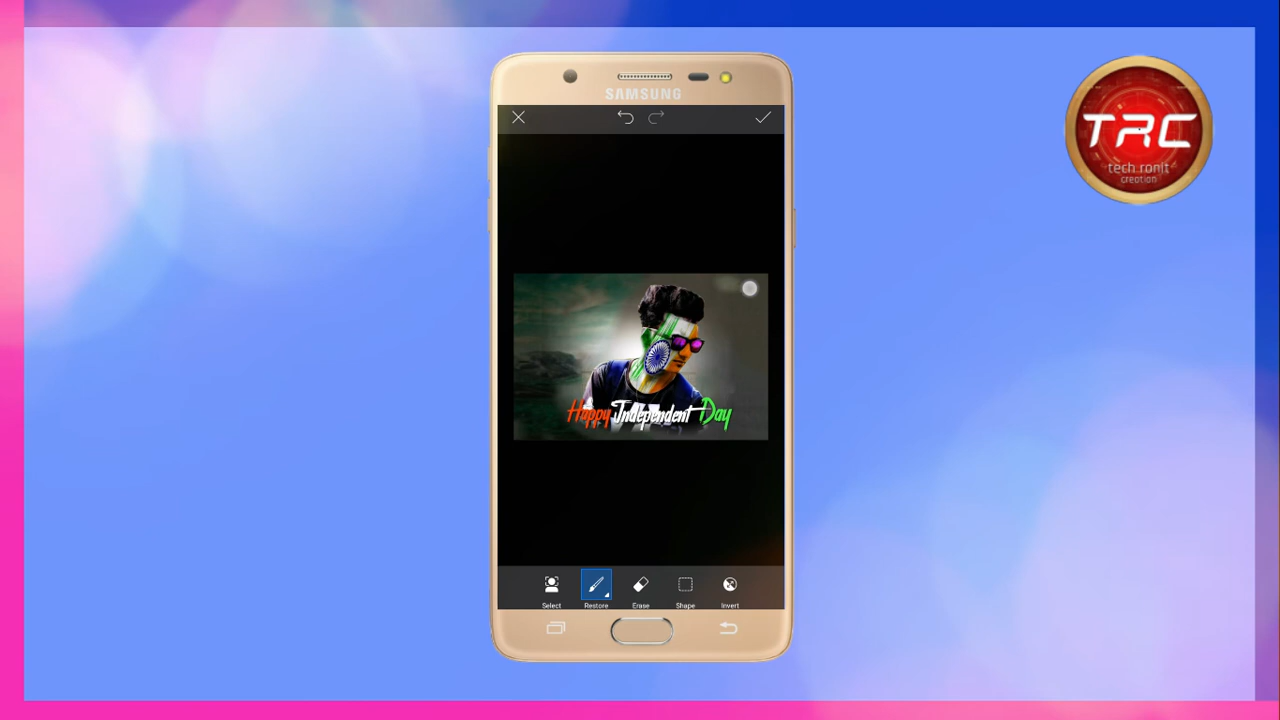 SAMSUNG
TRC
tech ronit
creation
Happy Independent Day
Select Restore Erase Shape Invert